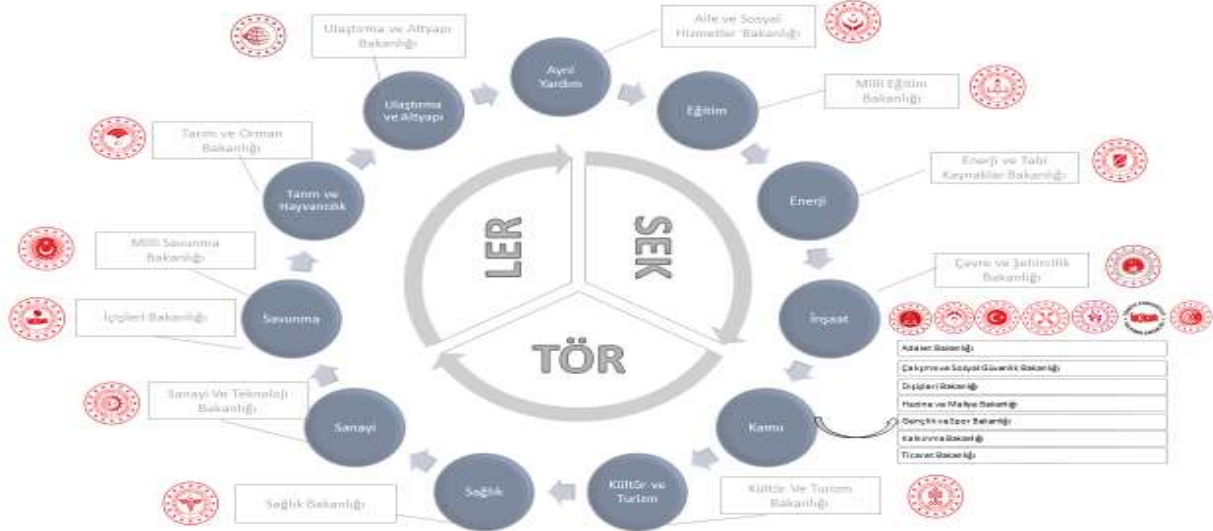 Ulaştırma ve Altyapı
Bakanlığı
Aile ve Sosyal
Hizmetler Bakanlığı
Ayni
Yardım
Ulaştırma
ve Altyapı
Eğitim
Milli Eğitim
Bakanlığı
Tarım ve Orman
Bakanlığı
Enerji ve Tabi
Kaynaklar Bakanlığı
Tarım ve
Hayvancılık
Enerji
LER
SEK
TÖR
Milli Savunma
Bakanlığı
Çevre ve Şehircilik
Bakanlığı
İçişleri Bakanlığı
Savunma
İnşaat
Adalet Bakanlığı
Çalışma ve Sosyal Güvenlik Bakanlığı
Dışişleri Bakanlığı
Hazine ve Maliye Bakanlığı
Gençlik ve Spor Bakanlığı
Kalkınma Bakanlığı
Ticaret Bakanlığı
Sanayi Ve Teknoloji
Bakanlığı
Sanayi
Kamu
Sağlık Bakanlığı
Sağlık
Kültür ve
Turizm
Kültür Ve Turizm
Bakanlığı